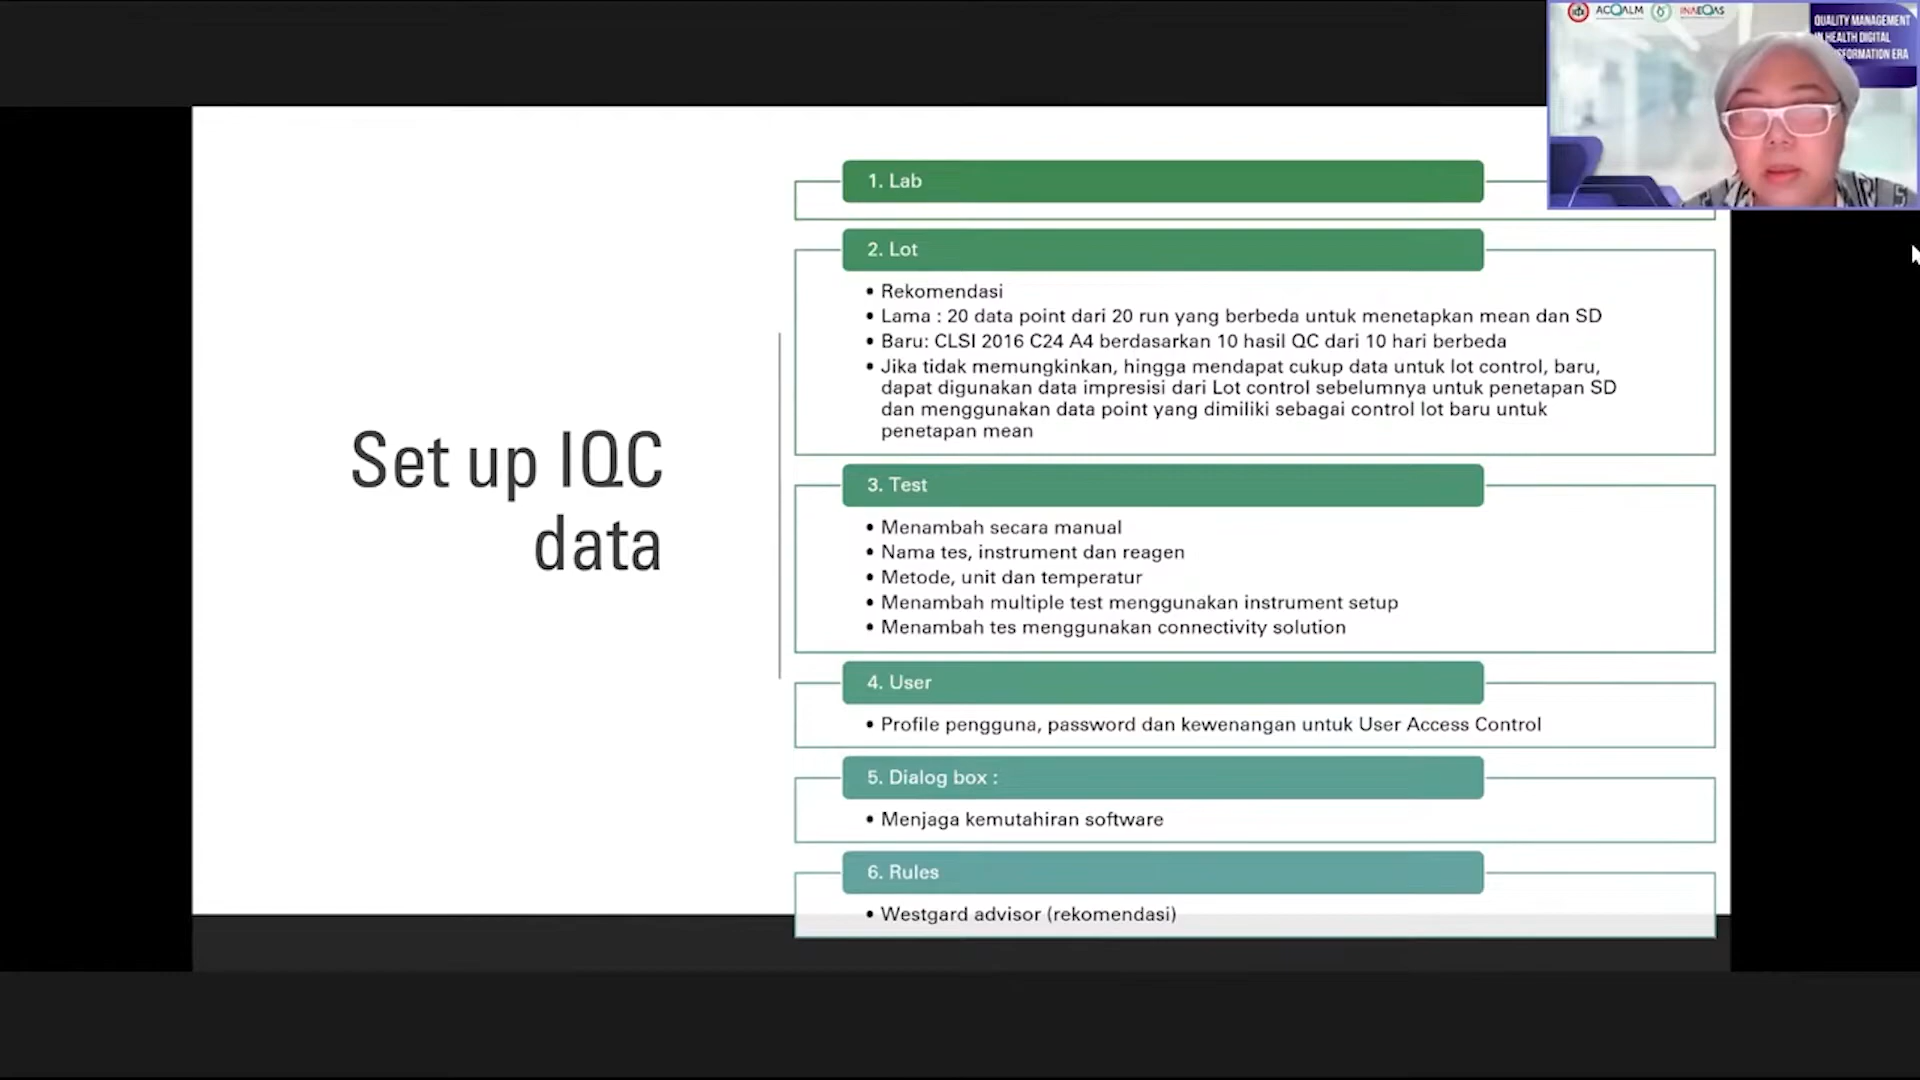 ACQALM
INAEQAS
QUALITY MANAGEMENT
IN HEALTH DIGITAL
SFORMATION ERA
Set up IQC
data
1. Lab
2. Lot
• Rekomendasi
• Lama : 20 data point dari 20 run yang berbeda untuk menetapkan mean dan SD
• Baru: CLSI 2016 C24 A4 berdasarkan 10 hasil QC dari 10 hari berbeda
• Jika tidak memungkinkan, hingga mendapat cukup data untuk lot control, baru,
dapat digunakan data impresisi dari Lot control sebelumnya untuk penetapan SD
dan menggunakan data point yang dimiliki sebagai control lot baru untuk
penetapan mean
3. Test
• Menambah secara manual
• Nama tes, instrument dan reagen
• Metode, unit dan temperatur
• Menambah multiple test menggunakan instrument setup
• Menambah tes menggunakan connectivity solution
4. User
• Profile pengguna, password dan kewenangan untuk User Access Control
5. Dialog box :
• Menjaga kemutahiran software
6. Rules
• Westgard advisor (rekomendasi)